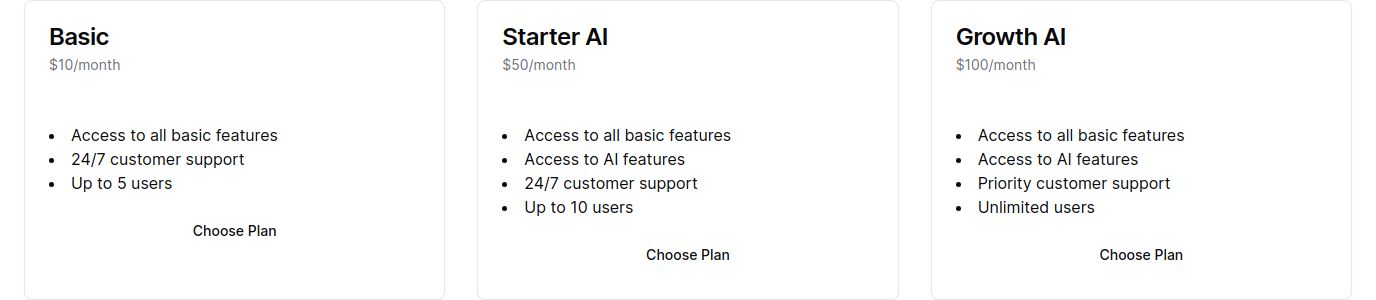 Basic
$10/month
Access to all basic features
24/7 customer support
Up to 5 users
Choose Plan
Starter AI
$50/month
Access to all basic features
Access to AI features
24/7 customer support
Up to 10 users
Choose Plan
Growth AI
$100/month
Access to all basic features
Access to AI features
Priority customer support
Unlimited users
Choose Plan